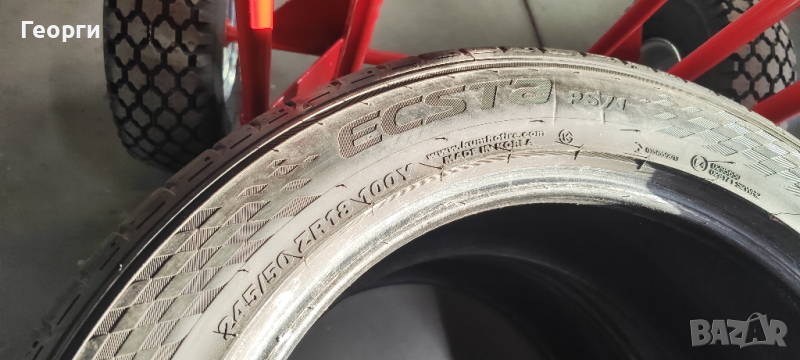 Георги
ECSTA PS71
www.kumhotire.com
MADE IN KOREA
245/50 ZR18 100Y
BAZAR